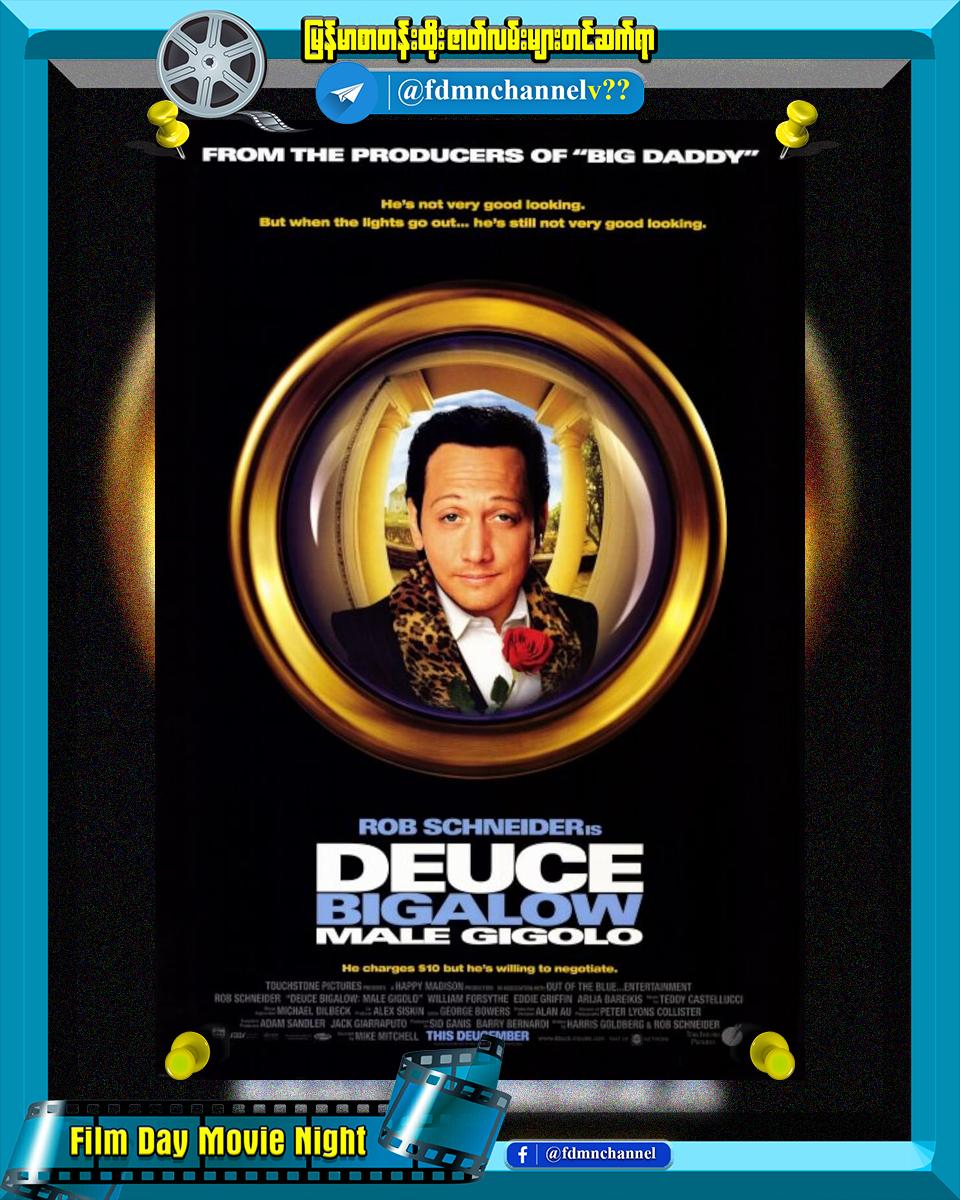 မြန်မာစာတန်းထိုးဇာတ်လမ်းများတင်ဆက်ရာ
@fdmnchannelv??
FROM THE PRODUCERS OF “BIG DADDY”
He's not very good looking.
But when the lights go out... he's still not very good looking.
ROB SCHNEIDER IS
DEUCE
BIGALOW
MALE GIGOLO
He charges $10 but he's willing to negotiate.
TOUCHSTONE PICTURES PRESENTS A HAPPY MADISON PRODUCTION IN ASSOCIATION WITH OUT OF THE BLUE...ENTERTAINMENT
ROB SCHNEIDER "DEUCE BIGALOW: MALE GIGOLO" WILLIAM FORSYTHE EDDIE GRIFFIN ARIJA BAREIKIS TEDDY CASTELLUCCI
MICHAEL DILBECK ALEX SISKIN GEORGE BOWERS ALAN AU PETER LYONS COLLISTER
ADAM SANDLER JACK GIARRAPUTO SID GANIS BARRY BERNARDI HARRIS GOLDBERG & ROB SCHNEIDER
MIKE MITCHELL THIS DEUCEMBER
Film Day Movie Night
f @fdmnchannel